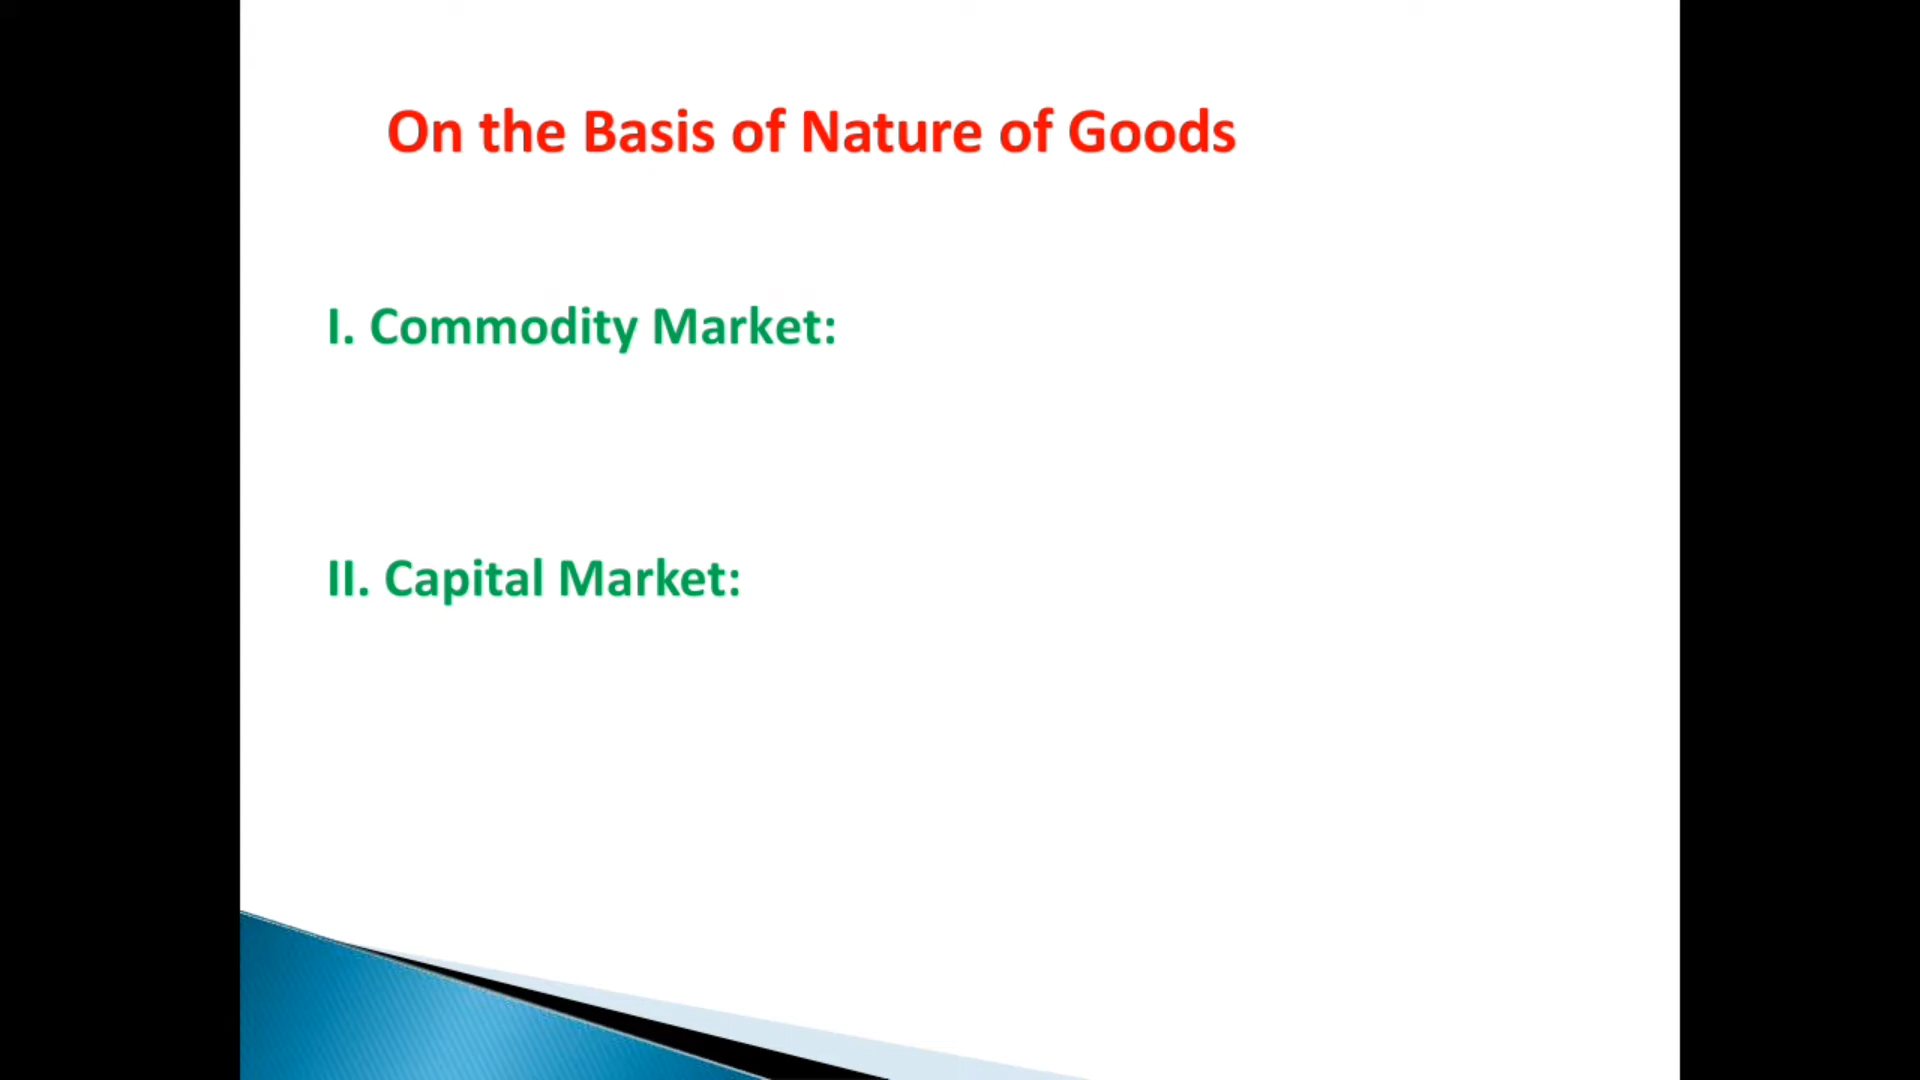 On the Basis of Nature of Goods
I. Commodity Market:
II. Capital Market: